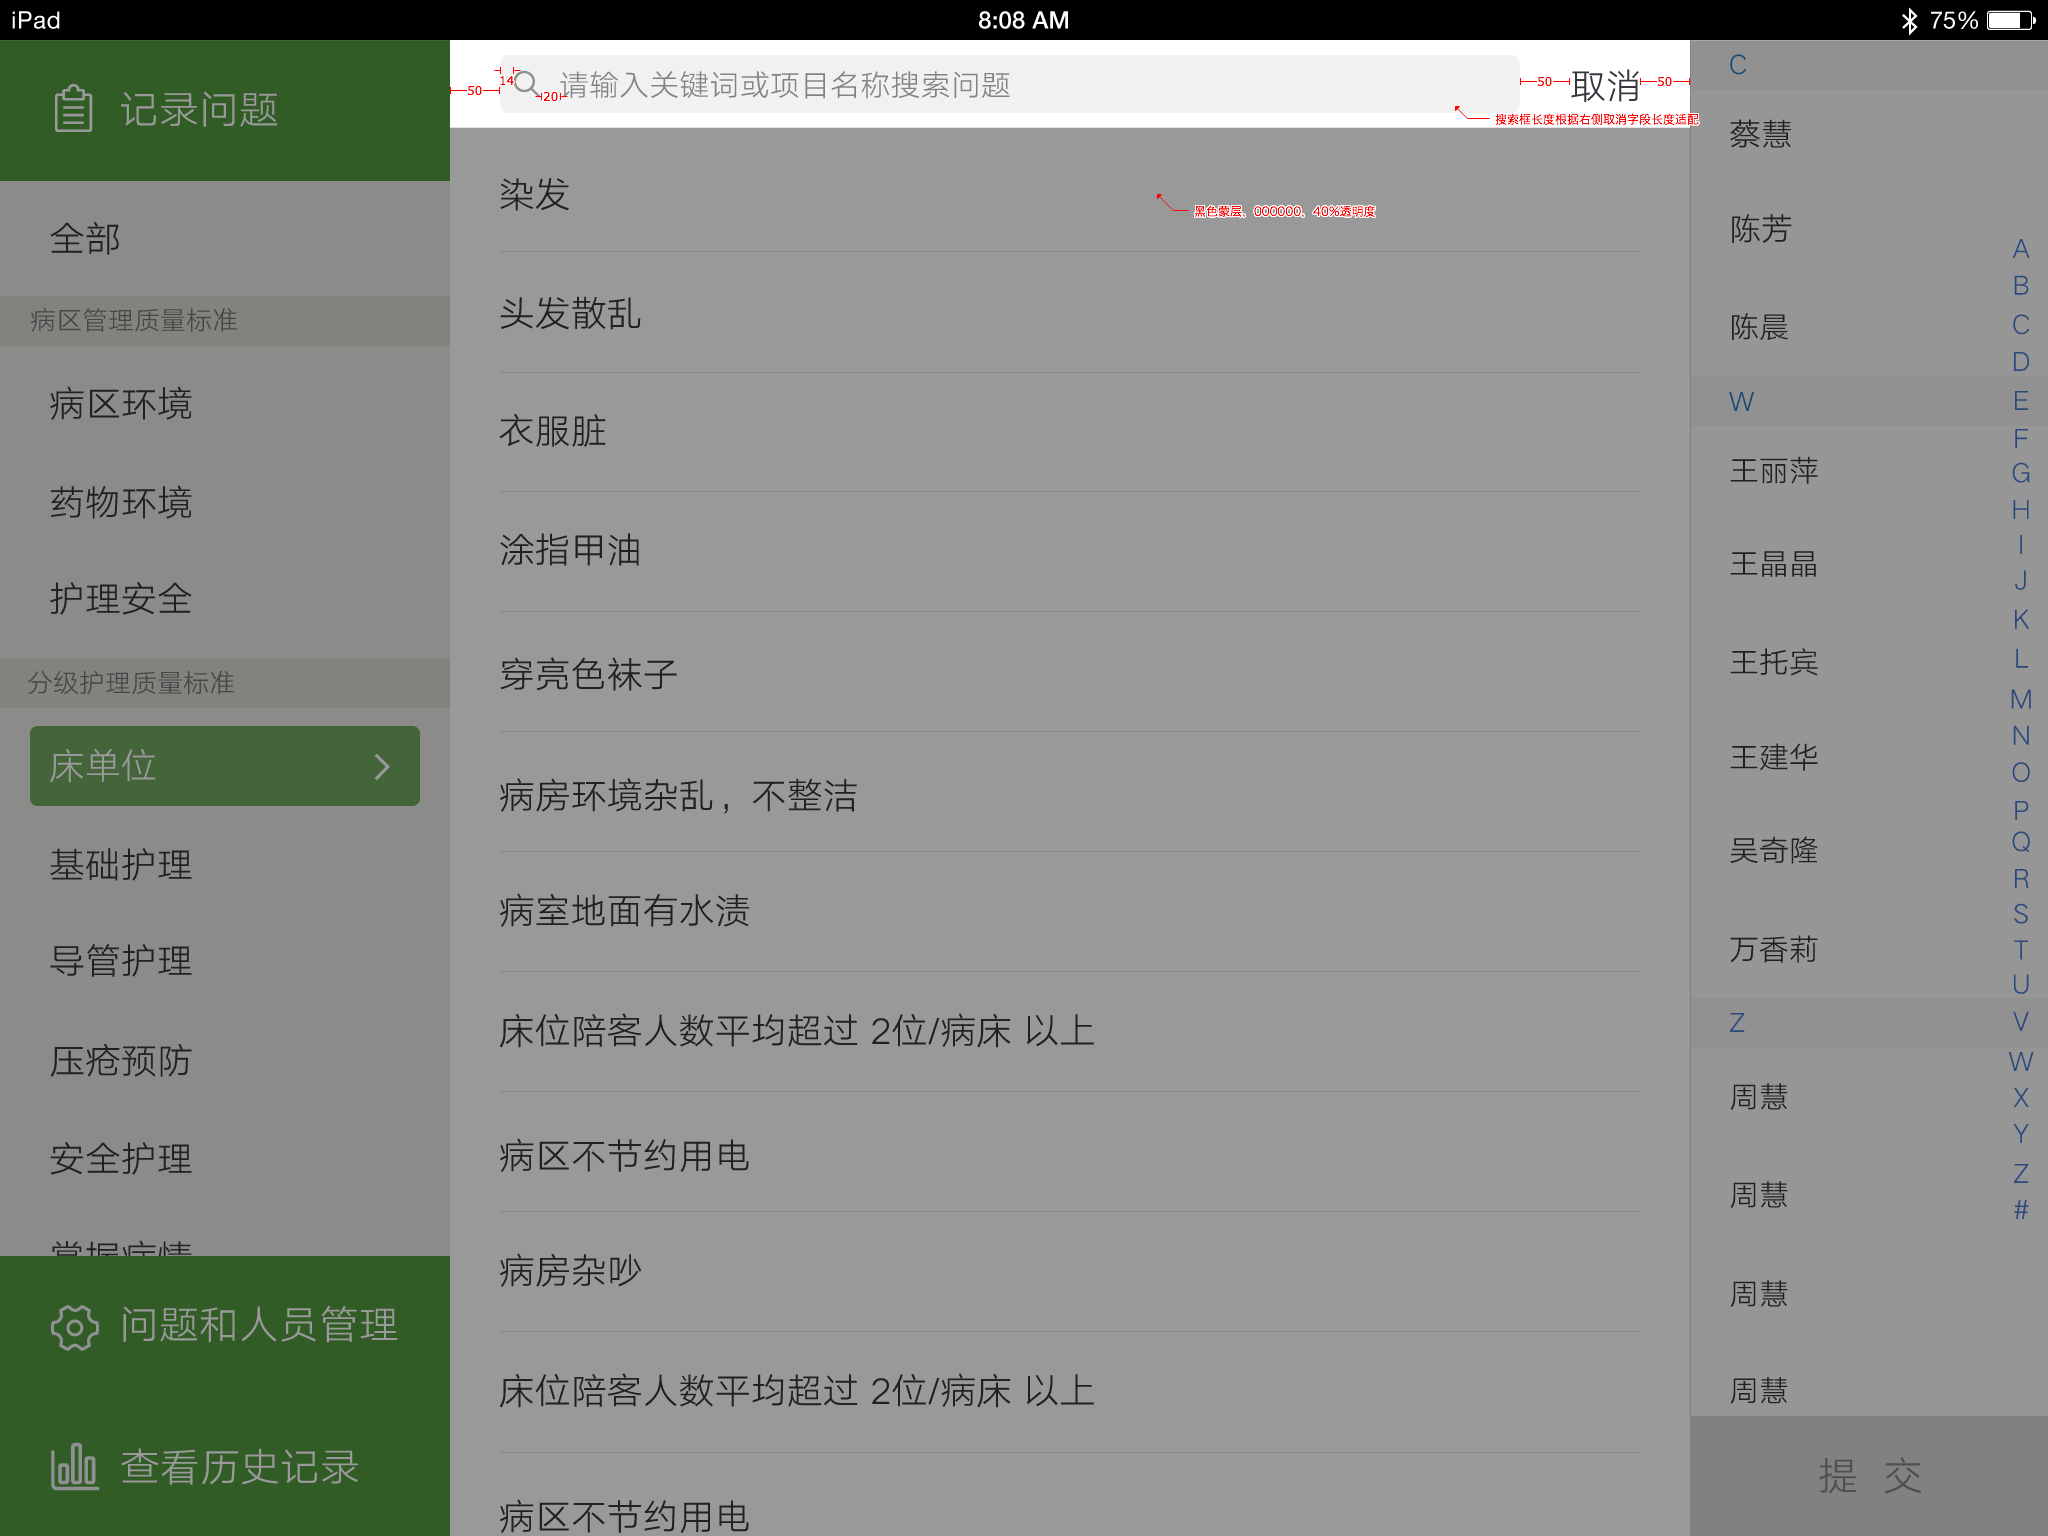 iPad
8:08 AM
75%
记录问题
全部
病区管理质量标准
病区环境
药物环境
护理安全
分级护理质量标准
床单位
基础护理
导管护理
压疮预防
安全护理
掌握病情
问题和人员管理
查看历史记录
50
14
20
请输入关键词或项目名称搜索问题
50
取消
50
搜索框长度根据右侧取消字段长度适配
染发
黑色蒙层，000000，40%透明度
头发散乱
衣服脏
涂指甲油
穿亮色袜子
病房环境杂乱，不整洁
病室地面有水渍
床位陪客人数平均超过 2位/病床 以上
病区不节约用电
病房杂吵
床位陪客人数平均超过 2位/病床 以上
病区不节约用电
C
蔡慧
陈芳
陈晨
W
王丽萍
王晶晶
王托宾
王建华
吴奇隆
万香莉
Z
周慧
周慧
周慧
周慧
提 交
A
B
C
D
E
F
G
H
I
J
K
L
M
N
O
P
Q
R
S
T
U
V
W
X
Y
Z
#